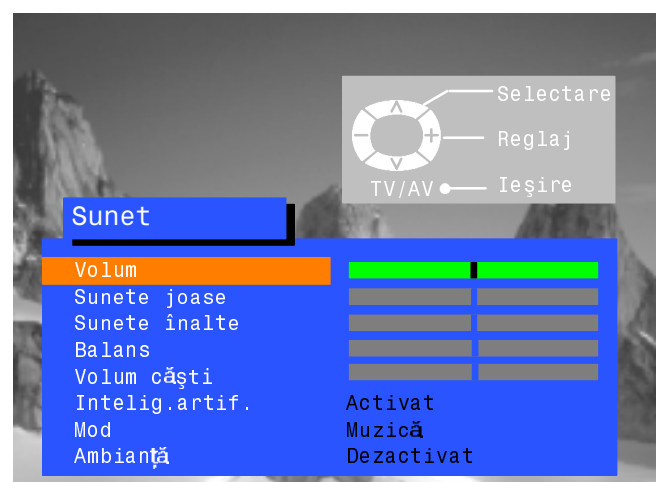 Selectare
Reglaj
TV/AV Ieşire
Sunet
Volum
Sunete joase
Sunete înalte
Balans
Volum căşti
Intelig.artif. Activat
Mod Muzică
Ambianţă Dezactivat